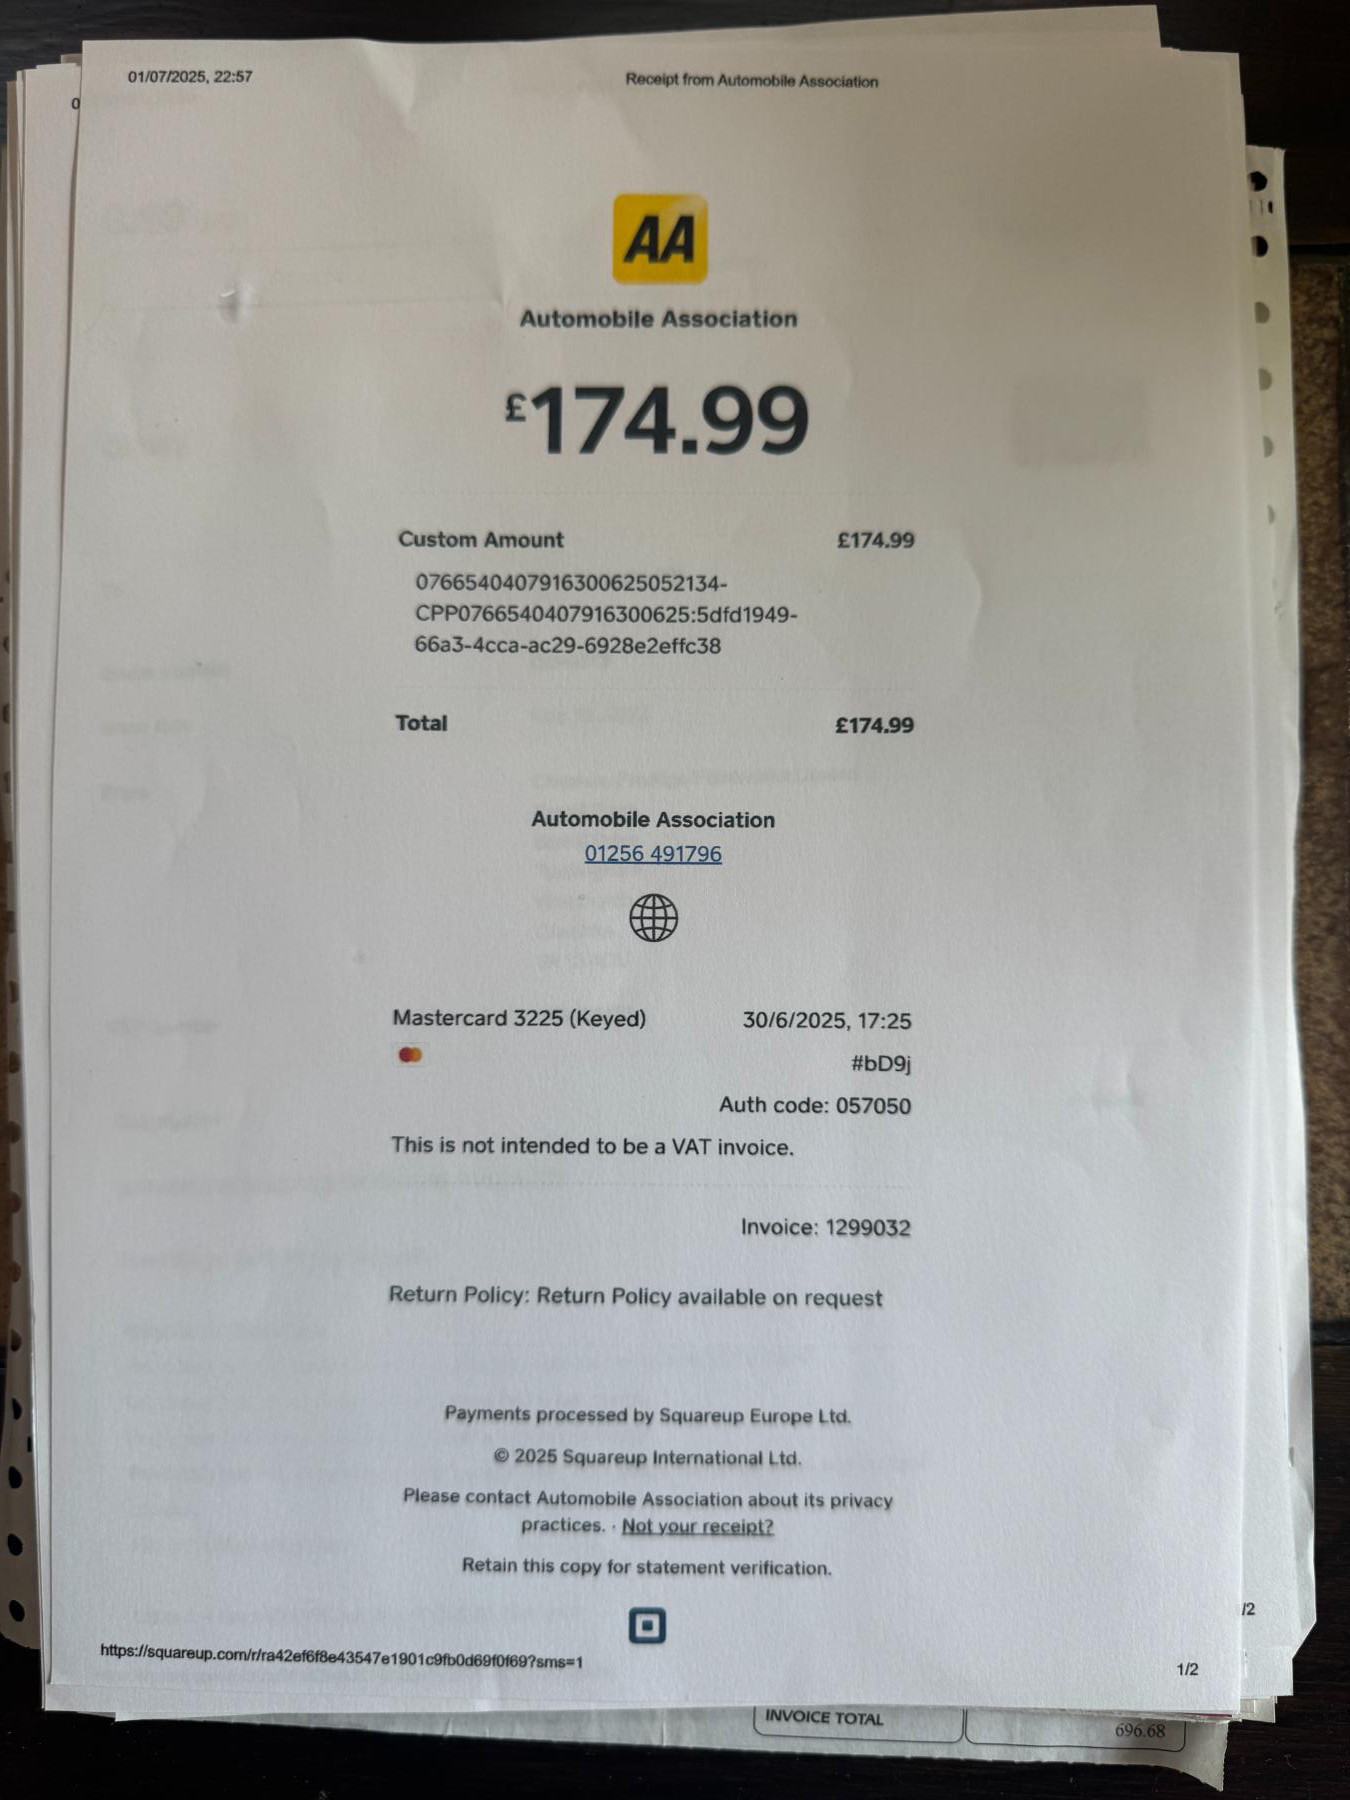 01/07/2025, 22:57
Receipt from Automobile Association
0
AA
Automobile Association
£174.99
Custom Amount £174.99
0766540407916300625052134-
CPP0766540407916300625:5dfd1949-
66a3-4cca-ac29-6928e2effc38
Total £174.99
Automobile Association
01256 491796
Mastercard 3225 (Keyed) 30/6/2025, 17:25
#bD9j
Auth code: 057050
This is not intended to be a VAT invoice.
Invoice: 1299032
Return Policy: Return Policy available on request
Payments processed by Squareup Europe Ltd.
© 2025 Squareup International Ltd.
Please contact Automobile Association about its privacy
practices. · Not your receipt?
Retain this copy for statement verification.
/2
https://squareup.com/r/ra42ef6f8e43547e1901c9fb0d69f0f69?sms=1
1/2
INVOICE TOTAL 696.68